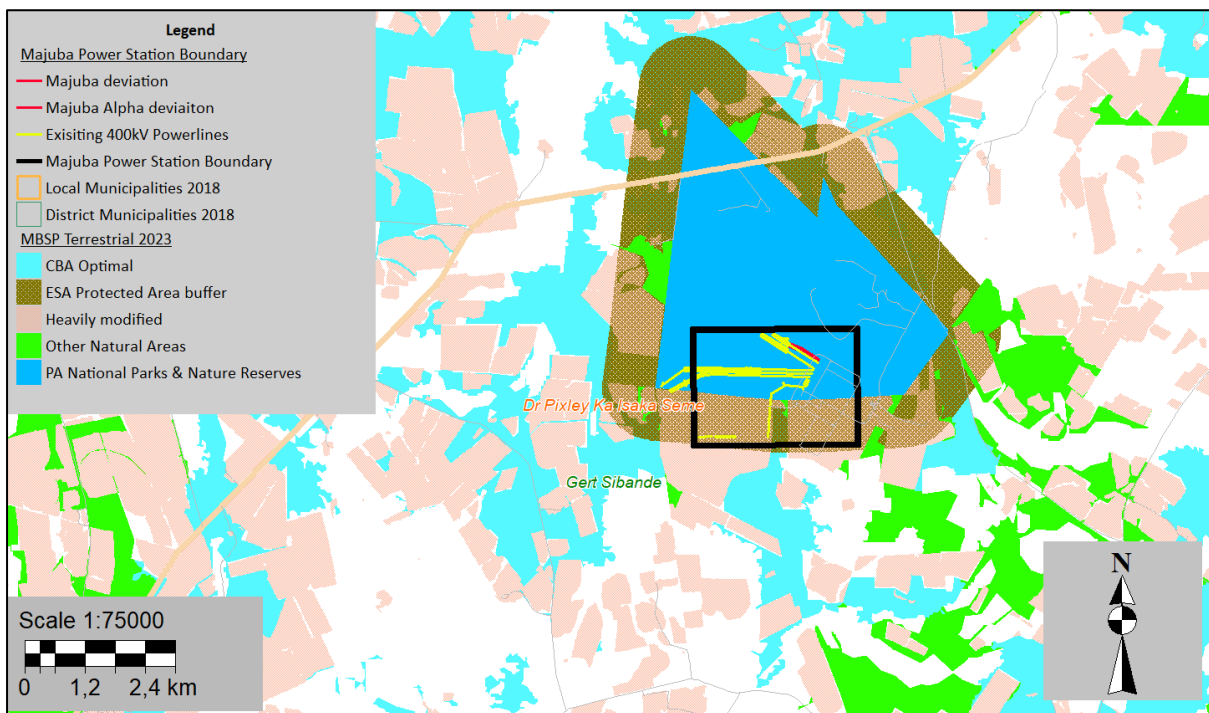 Legend
Majuba Power Station Boundary
Majuba deviation
Majuba Alpha deviaiton
Exisiting 400kV Powerlines
Majuba Power Station Boundary
Local Municipalities 2018
District Municipalities 2018
MBSP Terrestrial 2023
CBA Optimal
ESA Protected Area buffer
Heavily modified
Other Natural Areas
PA National Parks & Nature Reserves
Dr Pixley Ka Isaka Seme
Gert Sibande
N
Scale 1:75000
0 1,2 2,4 km